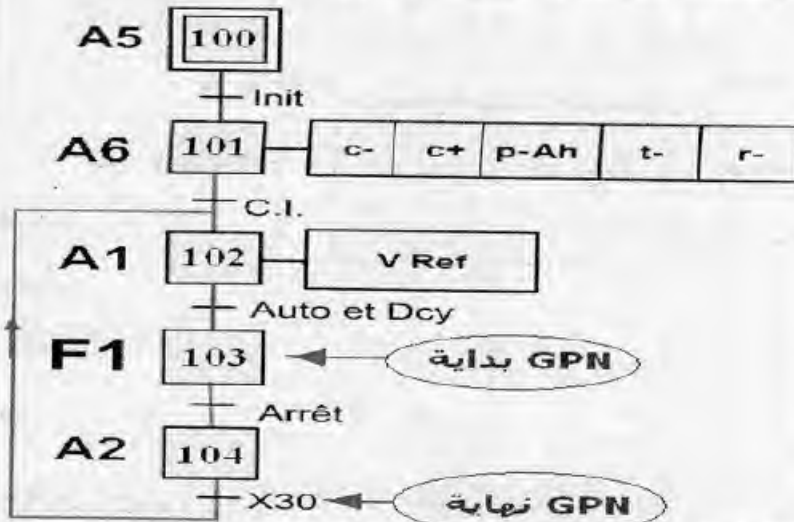 A5 100
Init
A6 101 c- c+ p-Ah t- r-
C.I.
A1 102 V Ref
Auto et Dcy
F1 103 بداية GPN
Arrêt
A2 104
X30 نهاية GPN